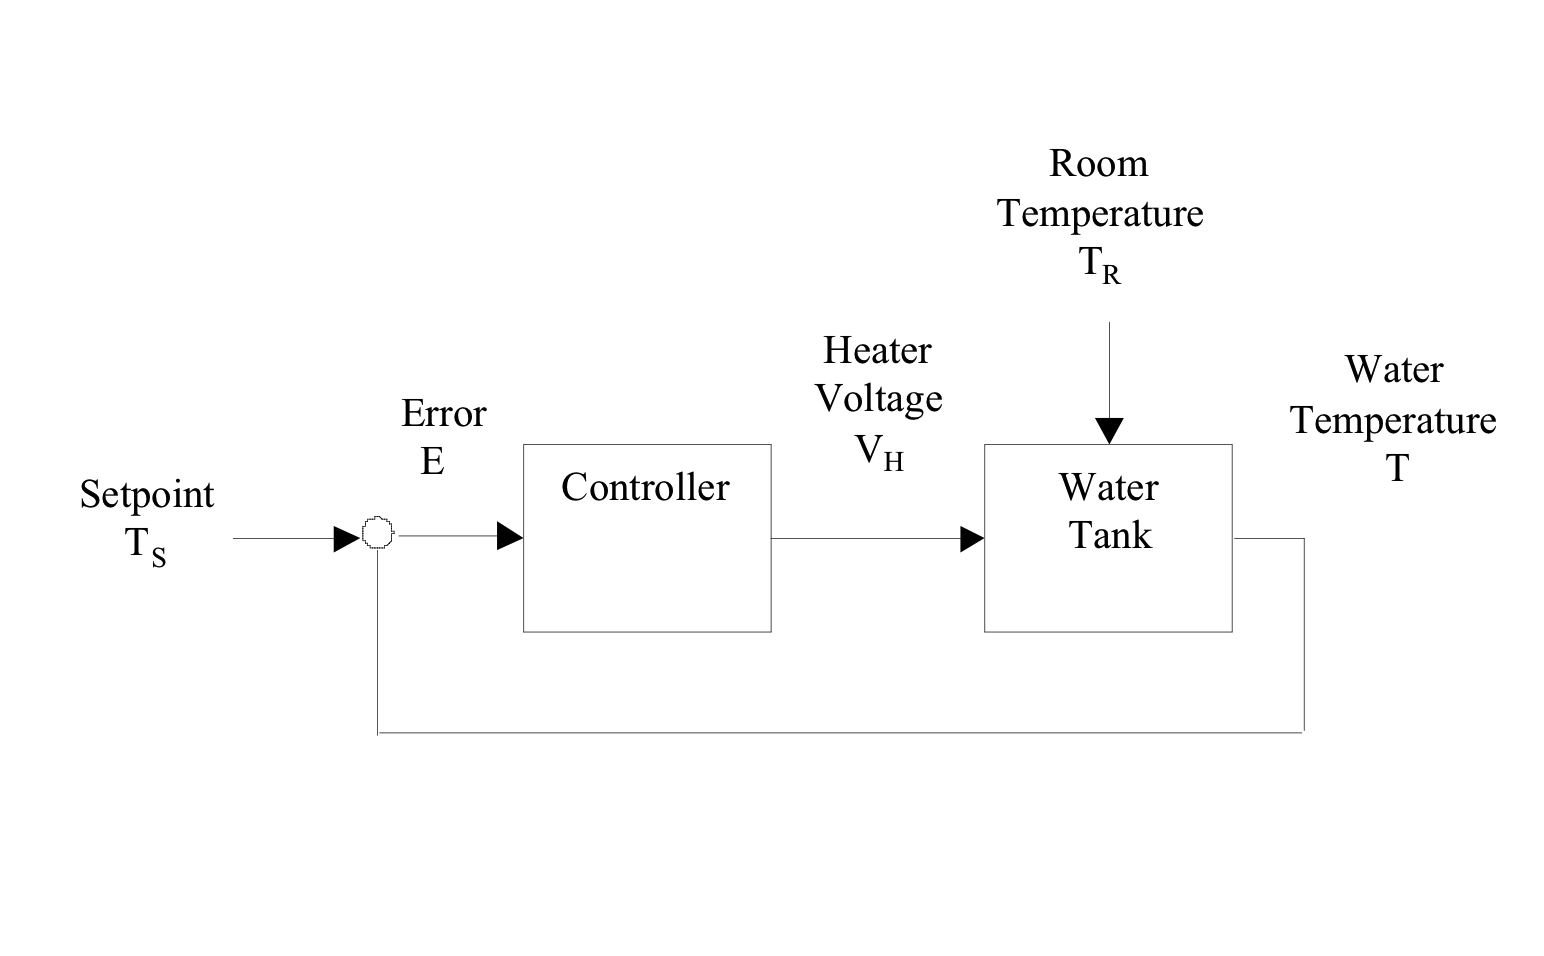 Room
Temperature
T_R
Heater
Voltage
V_H
Water
Temperature
T
Error
E
Setpoint
T_S
Controller
Water
Tank